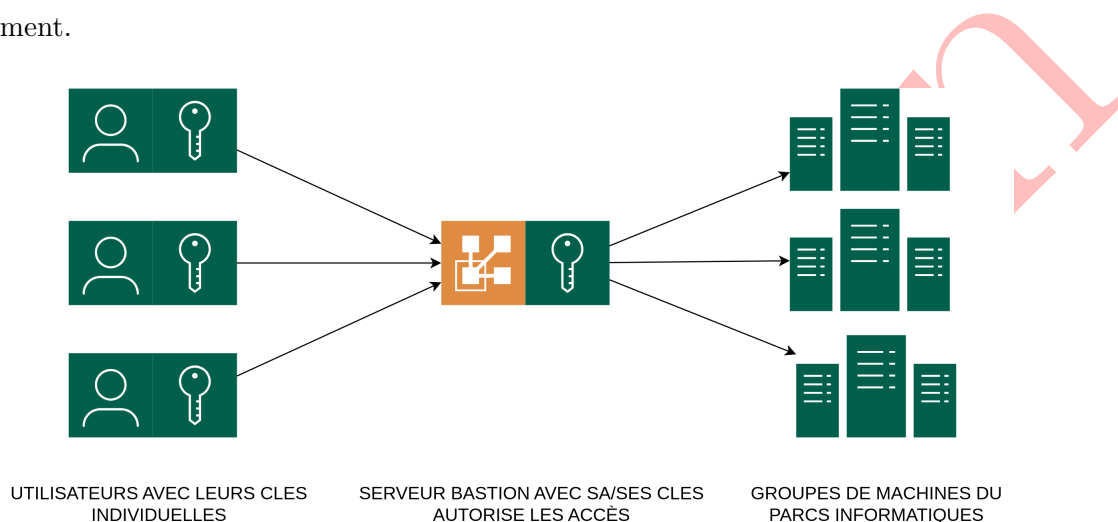 ment.
UTILISATEURS AVEC LEURS CLES
INDIVIDUELLES
SERVEUR BASTION AVEC SA/SES CLES
AUTORISE LES ACCÈS
GROUPES DE MACHINES DU
PARCS INFORMATIQUES